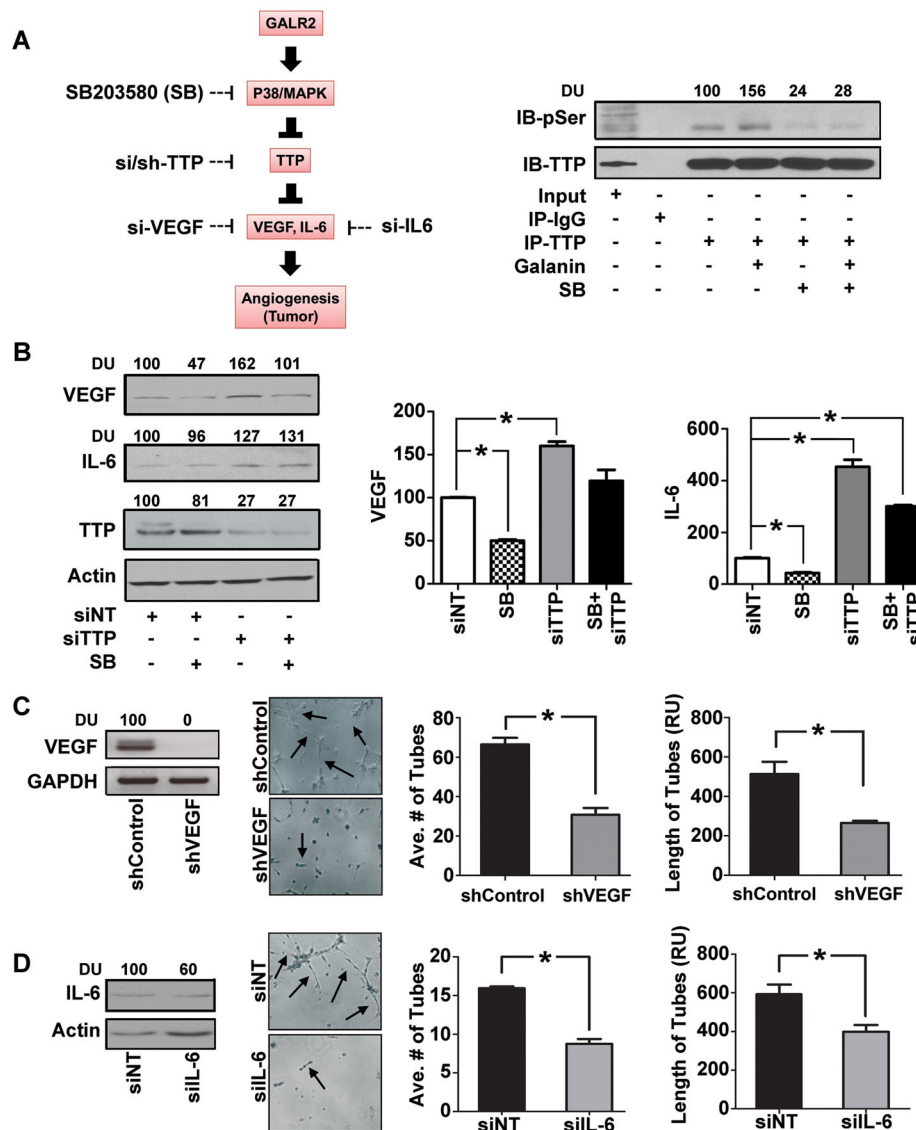 A
GALR2
SB203580 (SB)
P38/MAPK
si/sh-TTP
TTP
si-VEGF
VEGF, IL-6
si-IL6
Angiogenesis
(Tumor)
DU 100 156 24 28
IB-pSer
IB-TTP
Input + - - - - -
IP-IgG - + - - - -
IP-TTP - - + + + +
Galanin - - - + - +
SB - - - - + +
B
DU 100 47 162 101
VEGF
DU 100 96 127 131
IL-6
100 81 27 27
TTP
Actin
siNT + + - -
siTTP - - + +
SB - + - +
VEGF
200
150
100
50
0
* *
siNT SB siTTP SB+ siTTP
IL-6
600
400
200
0
* * *
siNT SB siTTP SB+ siTTP
C
DU 100 0
VEGF
GAPDH
shControl shVEGF
shControl
shVEGF
Ave. # of Tubes
80
60
40
20
0
*
shControl shVEGF
Length of Tubes (RU)
800
600
400
200
0
*
shControl shVEGF
D
DU 100 60
IL-6
Actin
siNT siIL-6
siNT
siIL-6
Ave. # of Tubes
20
15
10
5
0
*
siNT siIL-6
Length of Tubes (RU)
800
600
400
200
0
*
siNT siIL-6